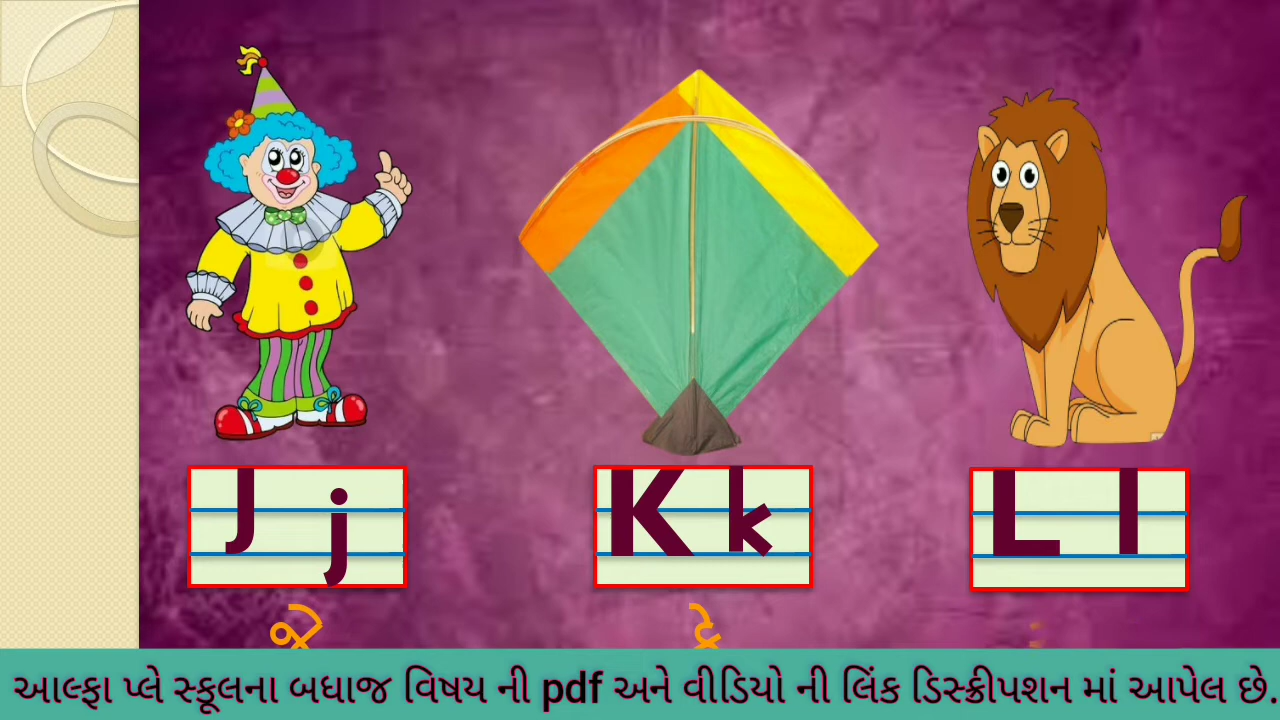 J j K k L l
જે કે
આલ્ફા પ્લે સ્કૂલના બધાજ વિષય ની pdf અને વીડિયો ની લિંક ડિસ્ક્રીપશન માં આપેલ છે.